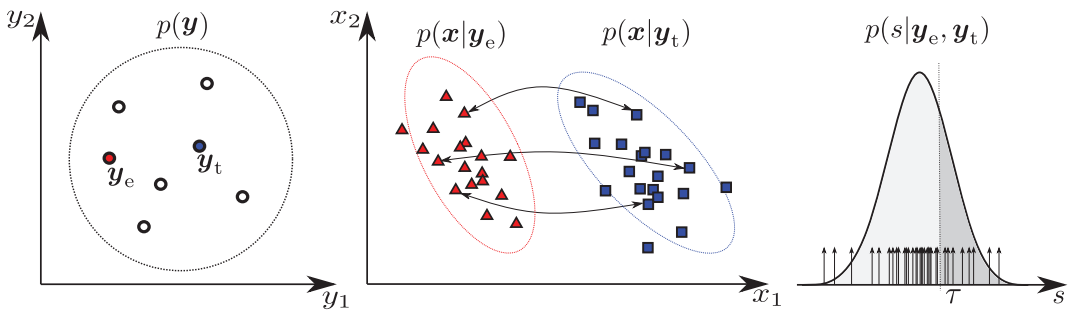 y₂
p(y)
yₑ
yₜ
y₁
x₂
p(x|yₑ)
p(x|yₜ)
x₁
p(s|yₑ, yₜ)
τ
s